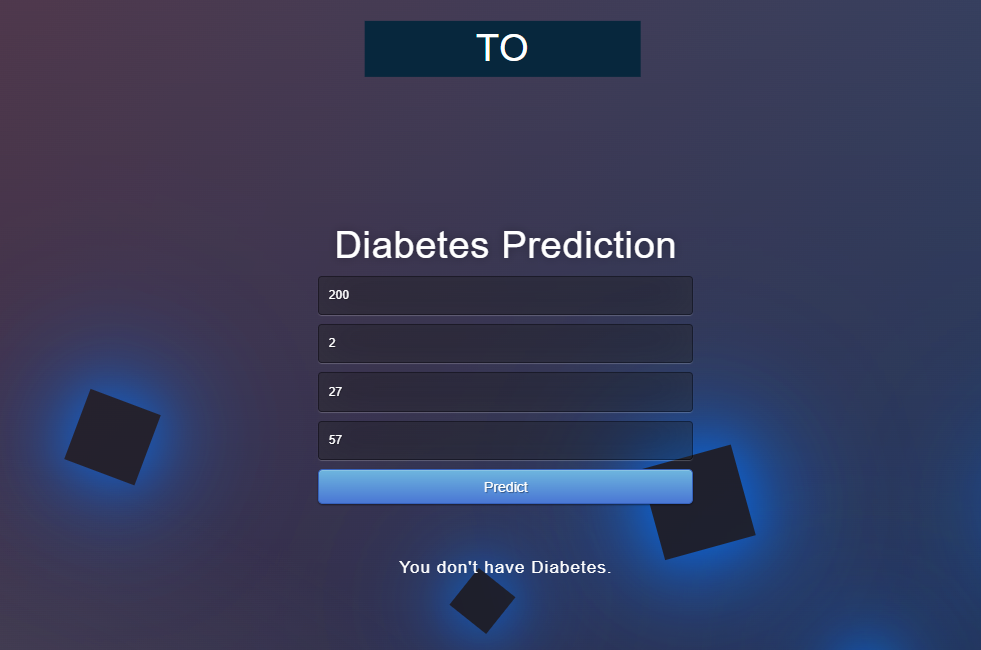 TO
Diabetes Prediction
200
2
27
57
Predict
You don't have Diabetes.